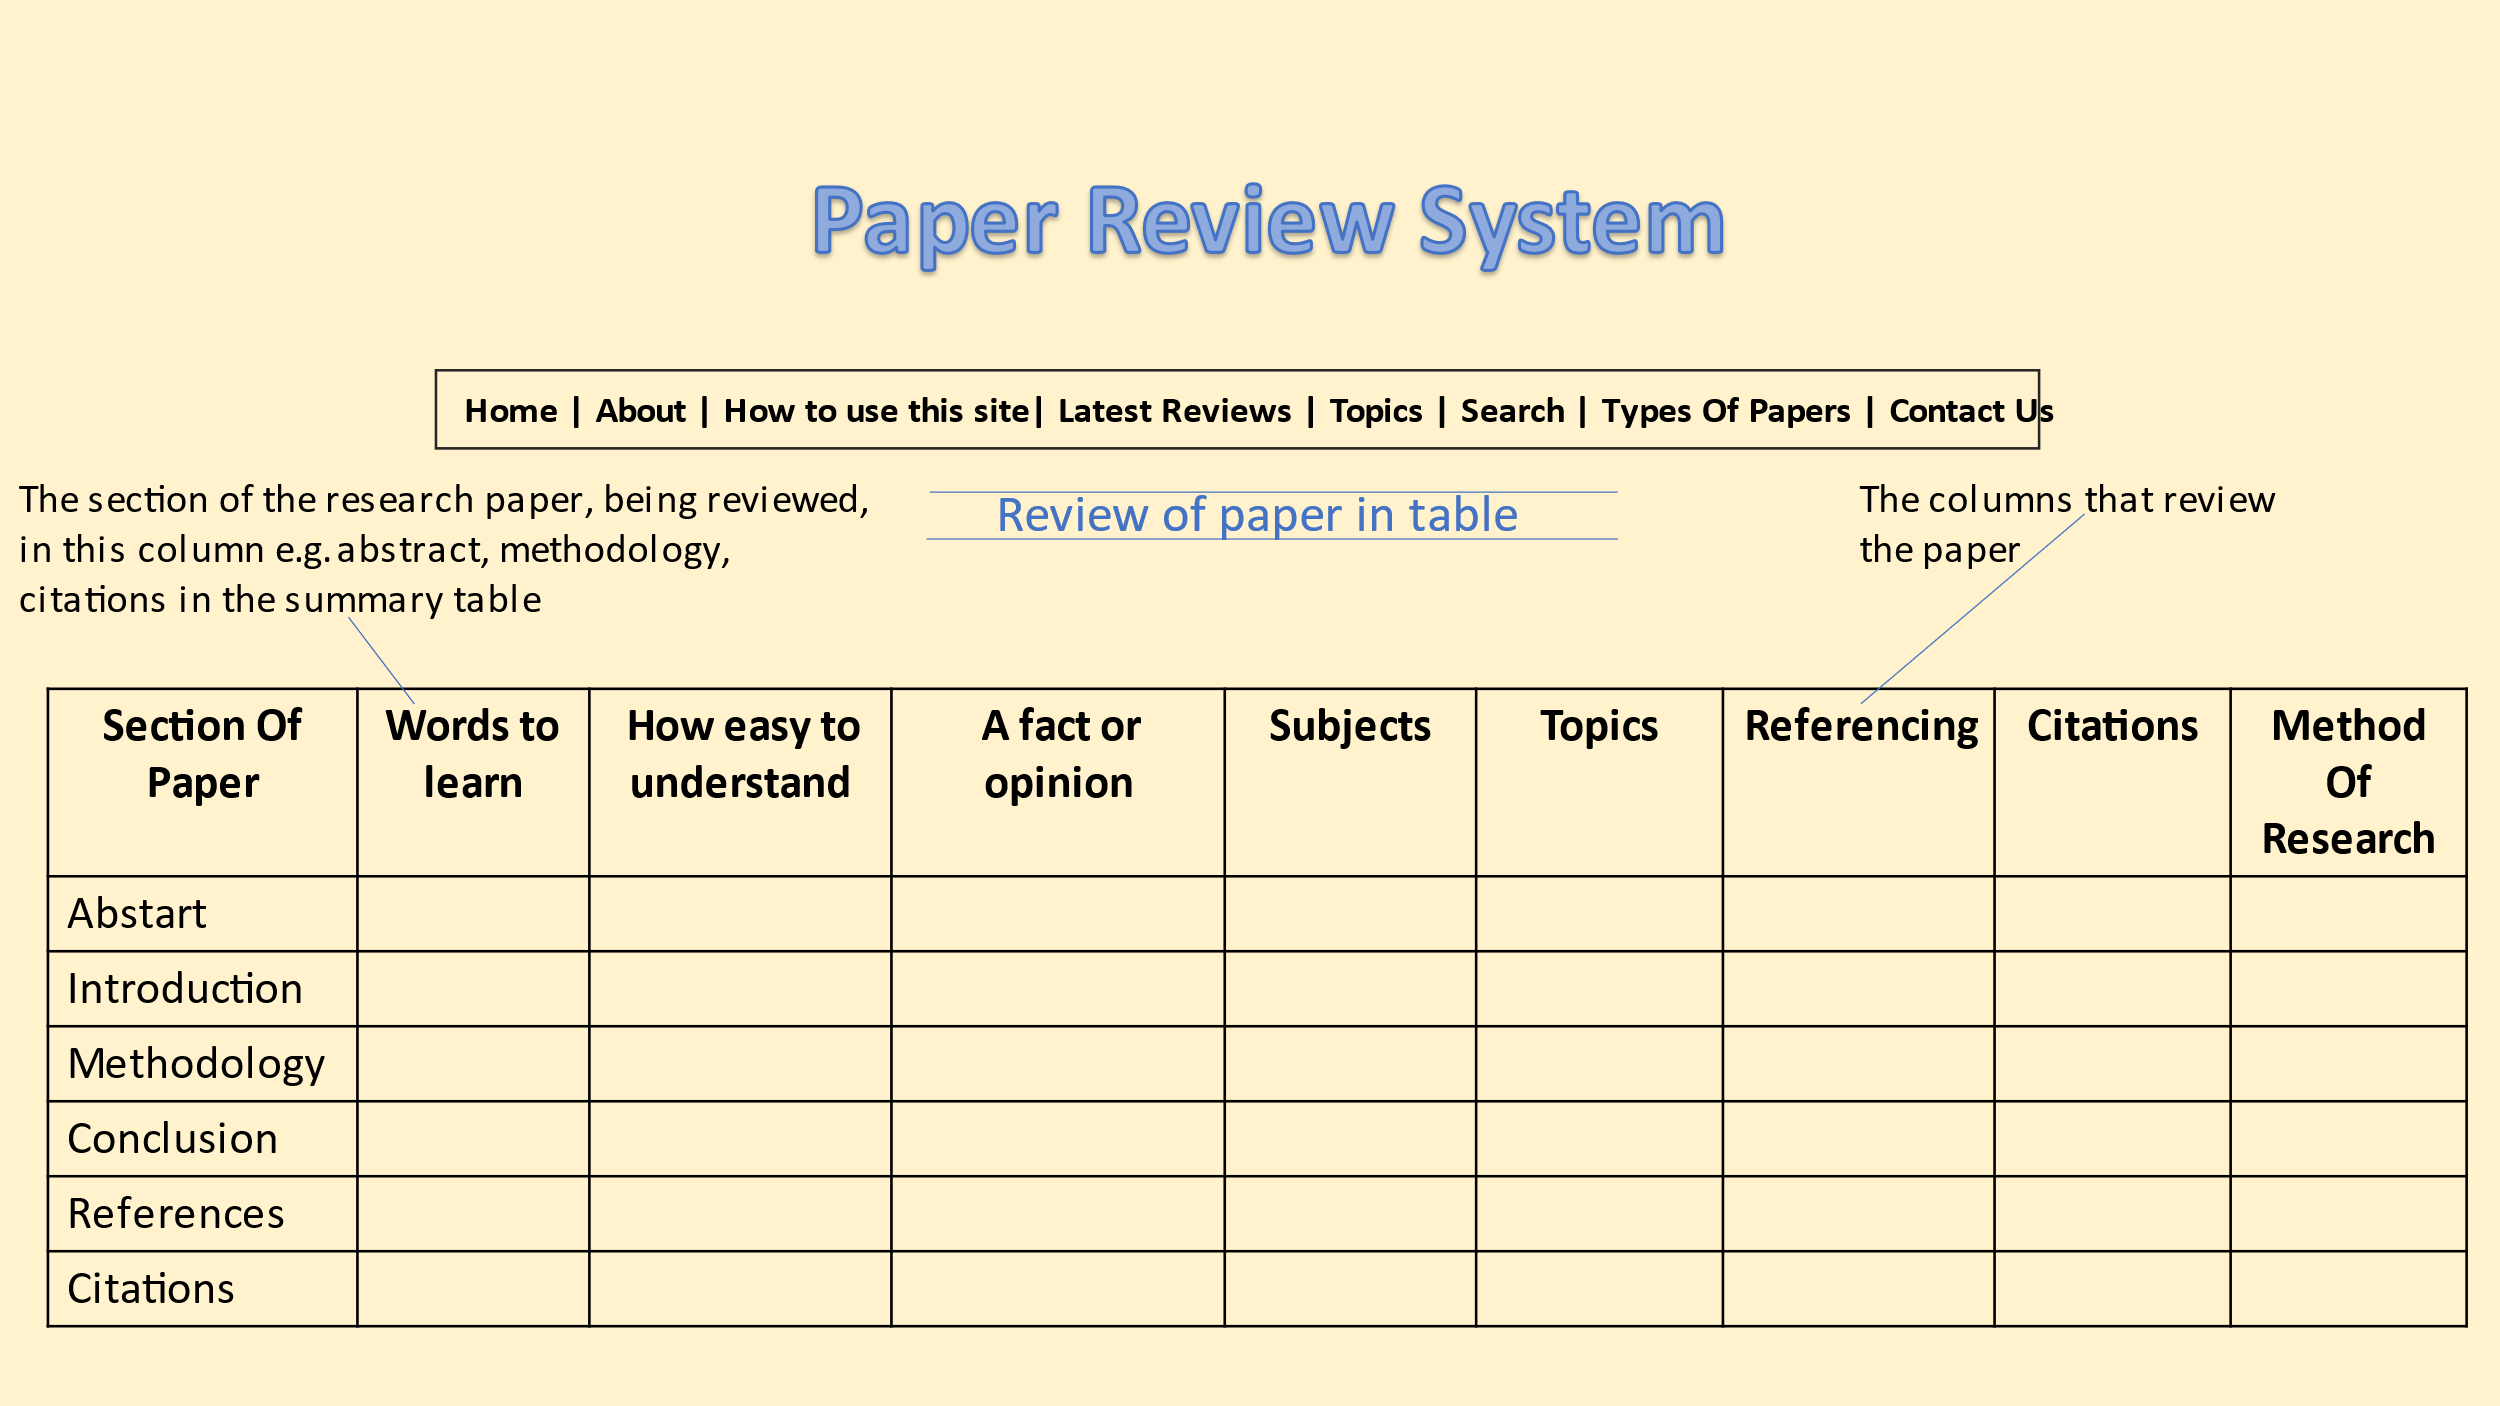 Paper Review System
Home | About | How to use this site| Latest Reviews | Topics | Search | Types Of Papers | Contact Us
The section of the research paper, being reviewed,
in this column e.g. abstract, methodology,
citations in the summary table
Review of paper in table
The columns that review
the paper
Section Of
Paper
Words to
learn
How easy to
understand
A fact or
opinion
Subjects
Topics
Referencing
Citations
Method
Of
Research
Abstart
Introduction
Methodology
Conclusion
References
Citations